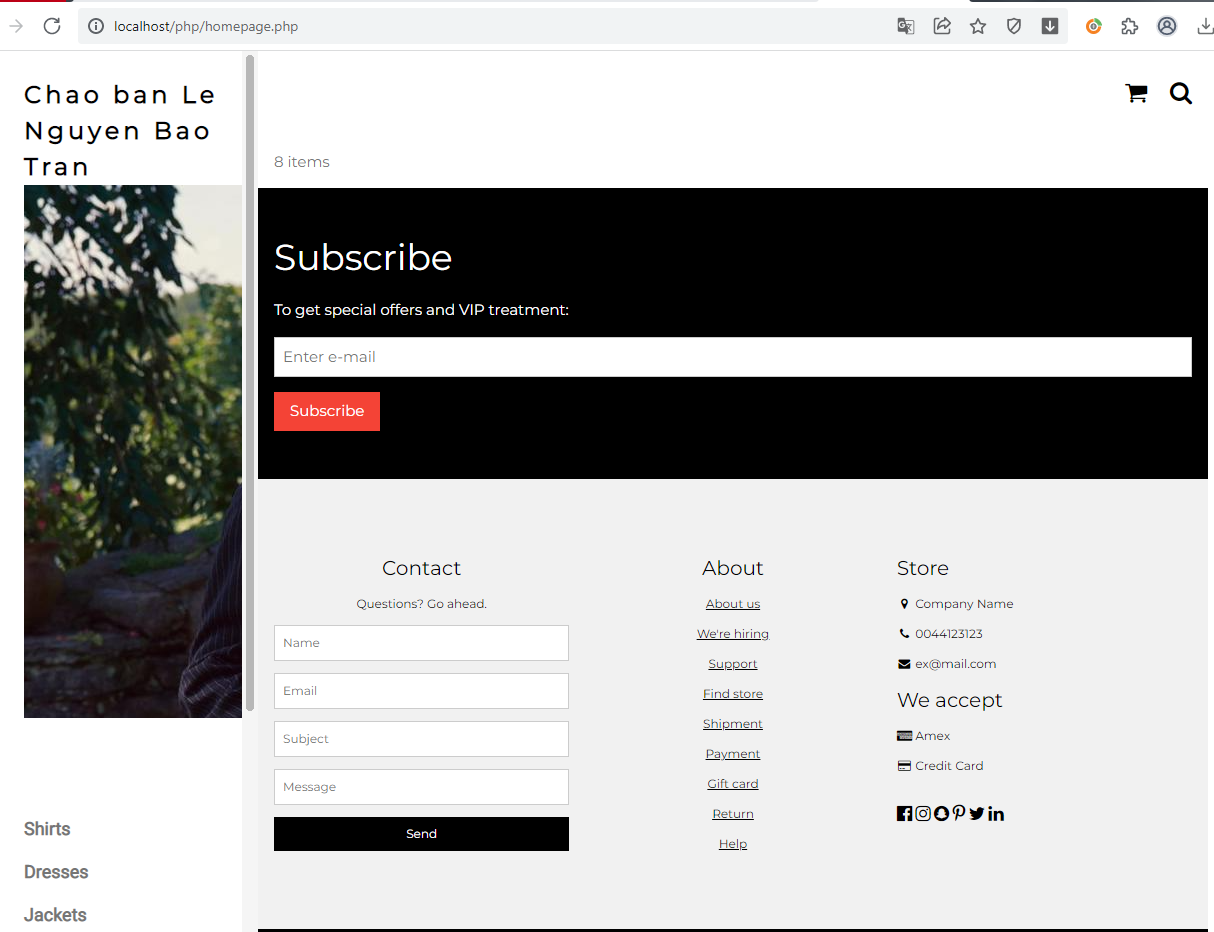 localhost/php/homepage.php
Chao ban Le
Nguyen Bao
Tran
8 items
Subscribe
To get special offers and VIP treatment:
Enter e-mail
Subscribe
Contact
Questions? Go ahead.
Name
Email
Subject
Message
Send
About
About us
We're hiring
Support
Find store
Shipment
Payment
Gift card
Return
Help
Store
Company Name
0044123123
ex@mail.com
We accept
Amex
Credit Card
Shirts
Dresses
Jackets